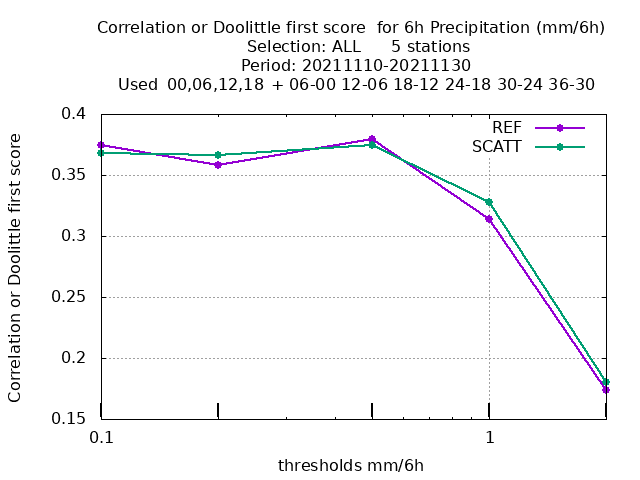 Correlation or Doolittle first score  for 6h Precipitation (mm/6h)
Selection: ALL      5 stations
Period: 20211110-20211130
Used  00,06,12,18  + 06-00 12-06 18-12 24-18 30-24 36-30
REF
SCATT
0.4
0.35
0.3
0.25
0.2
0.15
0.1
1
Correlation or Doolittle first score
thresholds mm/6h